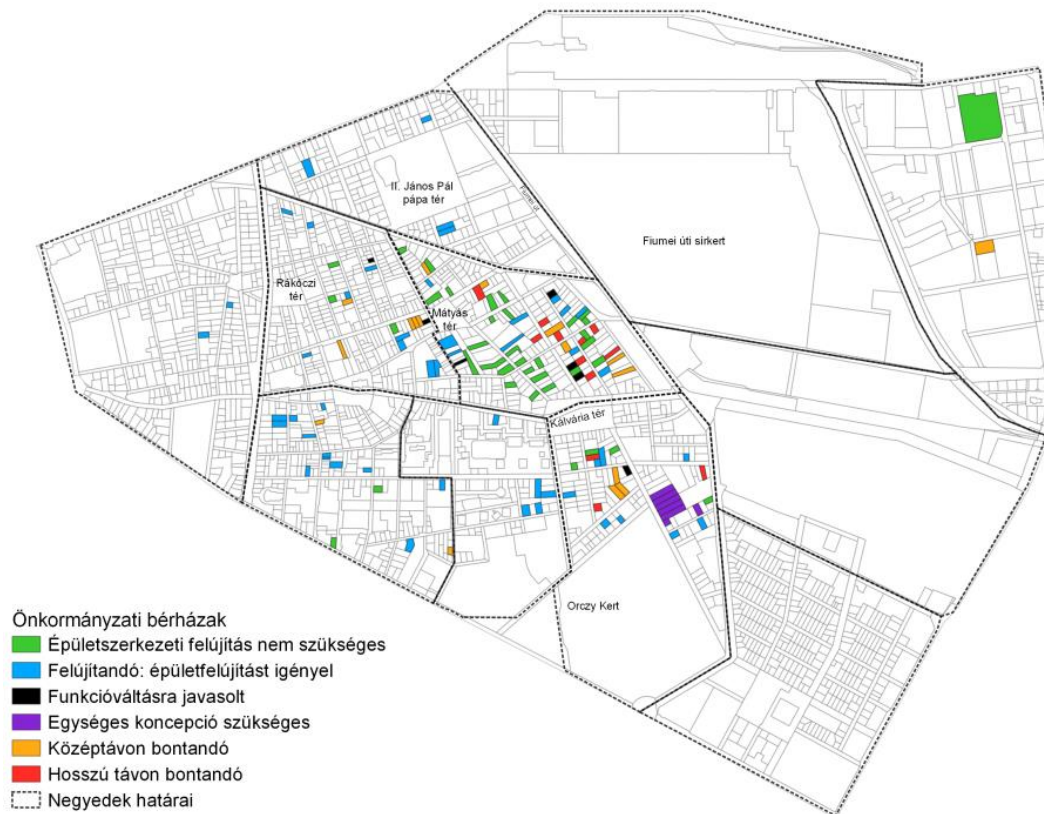 II. János Pál
pápa tér
Fiumei út
Fiumei úti sírkert
Rákóczi
tér
Mátyás
tér
Kálvária tér
Orczy Kert
Önkormányzati bérházak
Épületszerkezeti felújítás nem szükséges
Felújítandó: épületfelújítást igényel
Funkcióváltásra javasolt
Egységes koncepció szükséges
Középtávon bontandó
Hosszú távon bontandó
Negyedek határai